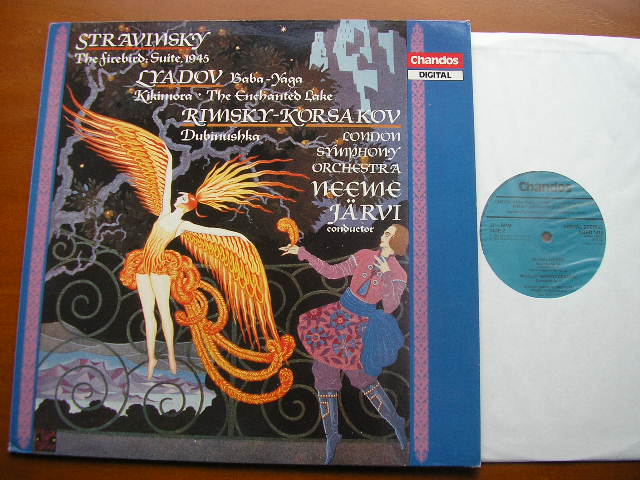 STRAVINSKY
The Firebird: Suite, 1945
LYADOV Baba-Yaga
Kikimora · The Enchanted Lake
RIMSKY-KORSAKOV
Dubinushka
LONDON
SYMPHONY
ORCHESTRA
NEEME
JÄRVI
conductor
Chandos
DIGITAL
Chandos